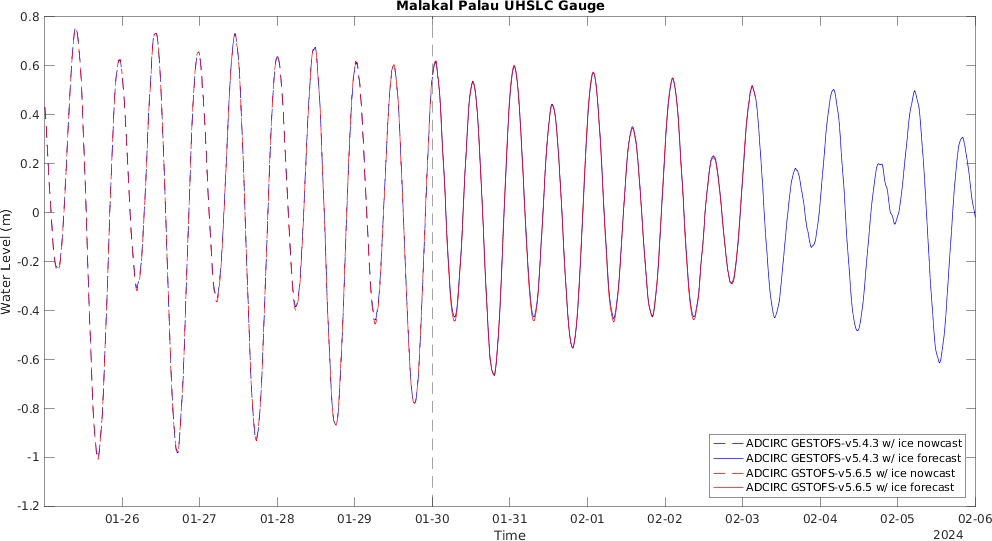 Malakal Palau UHSLC Gauge
0.8
0.6
0.4
0.2
0
-0.2
-0.4
-0.6
-0.8
-1
-1.2
Water Level (m)
ADCIRC GESTOFS-v5.4.3 w/ ice nowcast
ADCIRC GESTOFS-v5.4.3 w/ ice forecast
ADCIRC GSTOFS-v5.6.5 w/ ice nowcast
ADCIRC GSTOFS-v5.6.5 w/ ice forecast
01-26 01-27 01-28 01-29 01-30 01-31 02-01 02-02 02-03 02-04 02-05 02-06
Time
2024